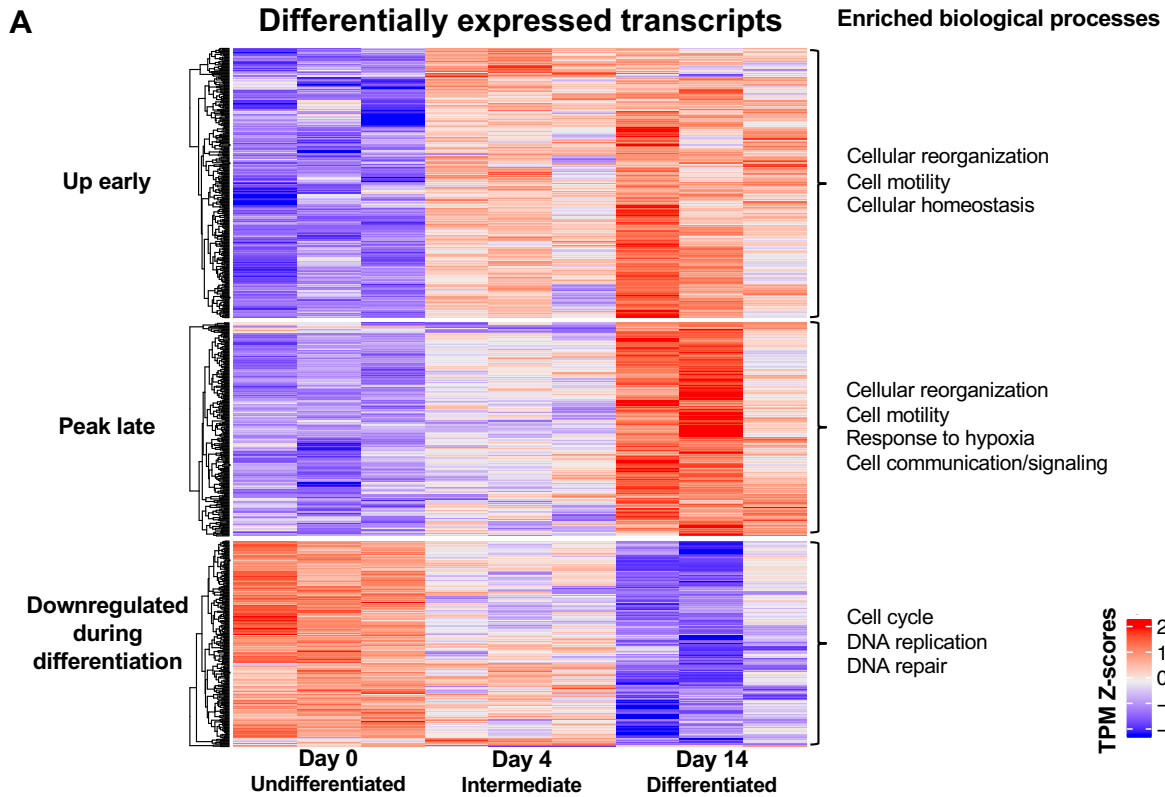 A
Differentially expressed transcripts
Enriched biological processes
Up early
Cellular reorganization
Cell motility
Cellular homeostasis
Peak late
Cellular reorganization
Cell motility
Response to hypoxia
Cell communication/signaling
Downregulated
during
differentiation
Cell cycle
DNA replication
DNA repair
TPM Z-scores
2
1
0
Day 0
Undifferentiated
Day 4
Intermediate
Day 14
Differentiated